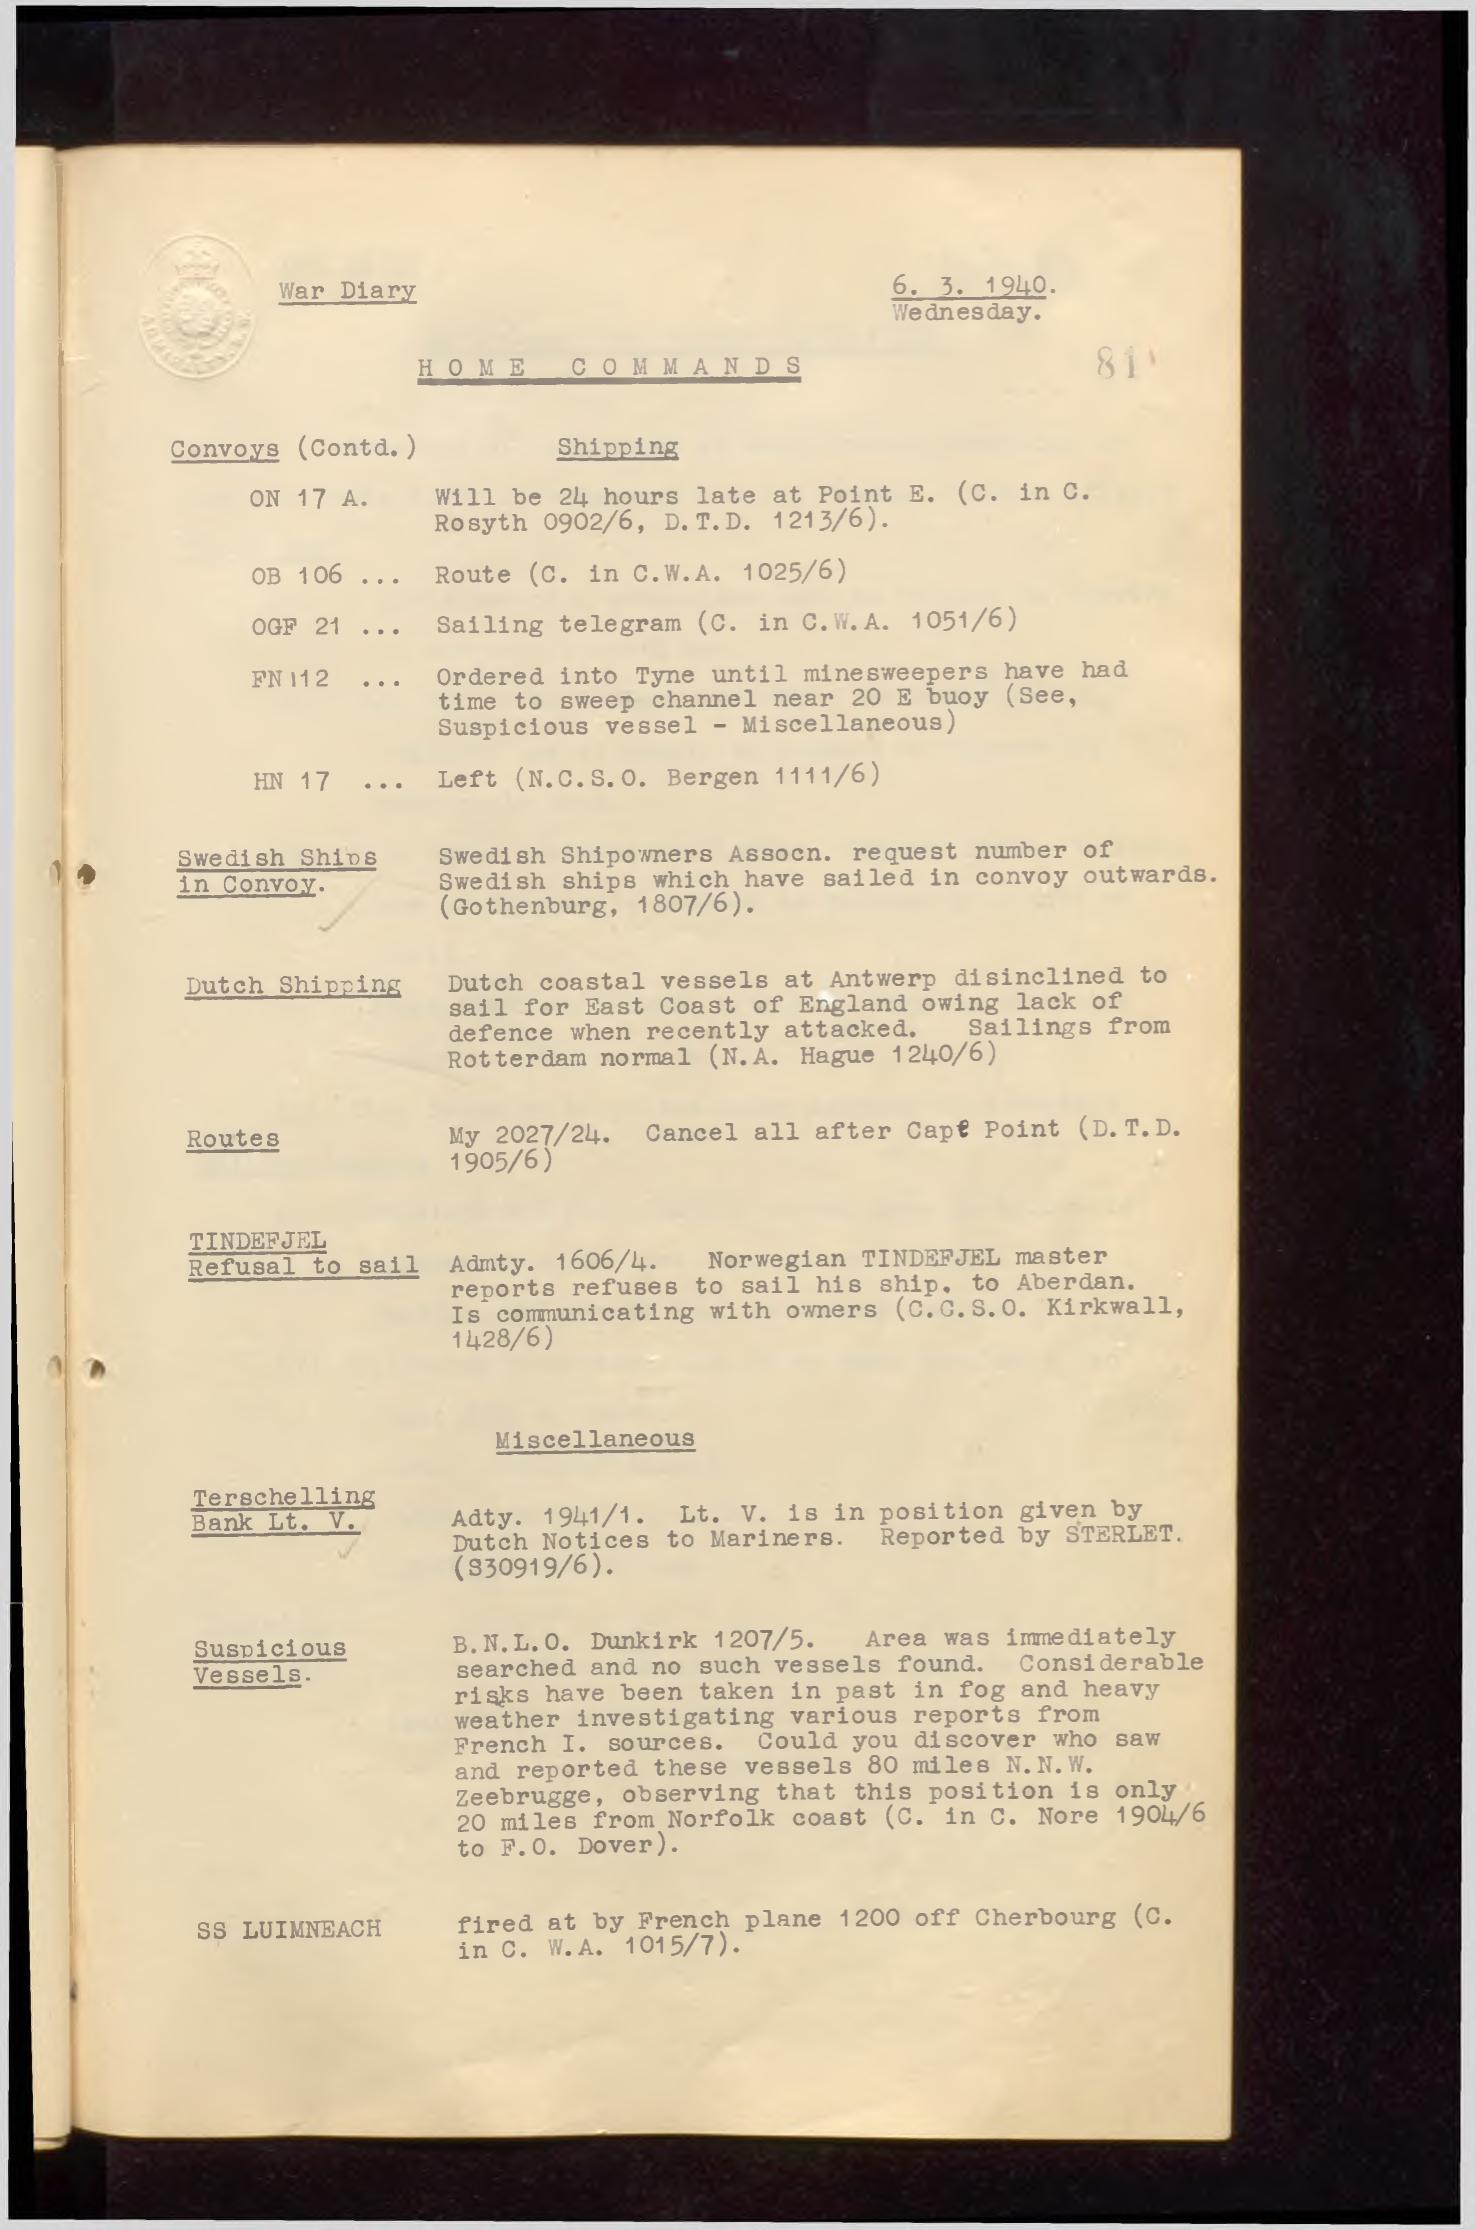 War Diary
6. 3. 1940.
Wednesday.
HOME COMMANDS
81
Convoys (Contd.) Shipping
ON 17 A. Will be 24 hours late at Point E. (C. in C.
Rosyth 0902/6, D.T.D. 1213/6).
OB 106 ... Route (C. in C.W.A. 1025/6)
OGF 21 ... Sailing telegram (C. in C.W.A. 1051/6)
FN 112 ... Ordered into Tyne until minesweepers have had
time to sweep channel near 20 E buoy (See,
Suspicious vessel - Miscellaneous)
HN 17 ... Left (N.C.S.O. Bergen 1111/6)
Swedish Ships Swedish Shipowners Assocn. request number of
in Convoy. Swedish ships which have sailed in convoy outwards.
(Gothenburg, 1807/6).
Dutch Shipping Dutch coastal vessels at Antwerp disinclined to
sail for East Coast of England owing lack of
defence when recently attacked. Sailings from
Rotterdam normal (N.A. Hague 1240/6)
Routes My 2027/24. Cancel all after Cape Point (D.T.D.
1905/6)
TINDEFJEL
Refusal to sail Admty. 1606/4. Norwegian TINDEFJEL master
reports refuses to sail his ship. to Aberdan.
Is communicating with owners (C.C.S.O. Kirkwall,
1428/6)
Miscellaneous
Terschelling
Bank Lt. V. Adty. 1941/1. Lt. V. is in position given by
Dutch Notices to Mariners. Reported by STERLET.
(S30919/6).
Suspicious B.N.L.O. Dunkirk 1207/5. Area was immediately
Vessels. searched and no such vessels found. Considerable
risks have been taken in past in fog and heavy
weather investigating various reports from
French I. sources. Could you discover who saw
and reported these vessels 80 miles N.N.W.
Zeebrugge, observing that this position is only
20 miles from Norfolk coast (C. in C. Nore 1904/6
to F.O. Dover).
SS LUIMNEACH fired at by French plane 1200 off Cherbourg (C.
in C. W.A. 1015/7).